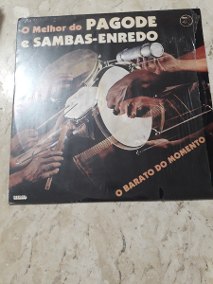 O Melhor do PAGODE
e SAMBAS-ENREDO
O BARATO DO MOMENTO